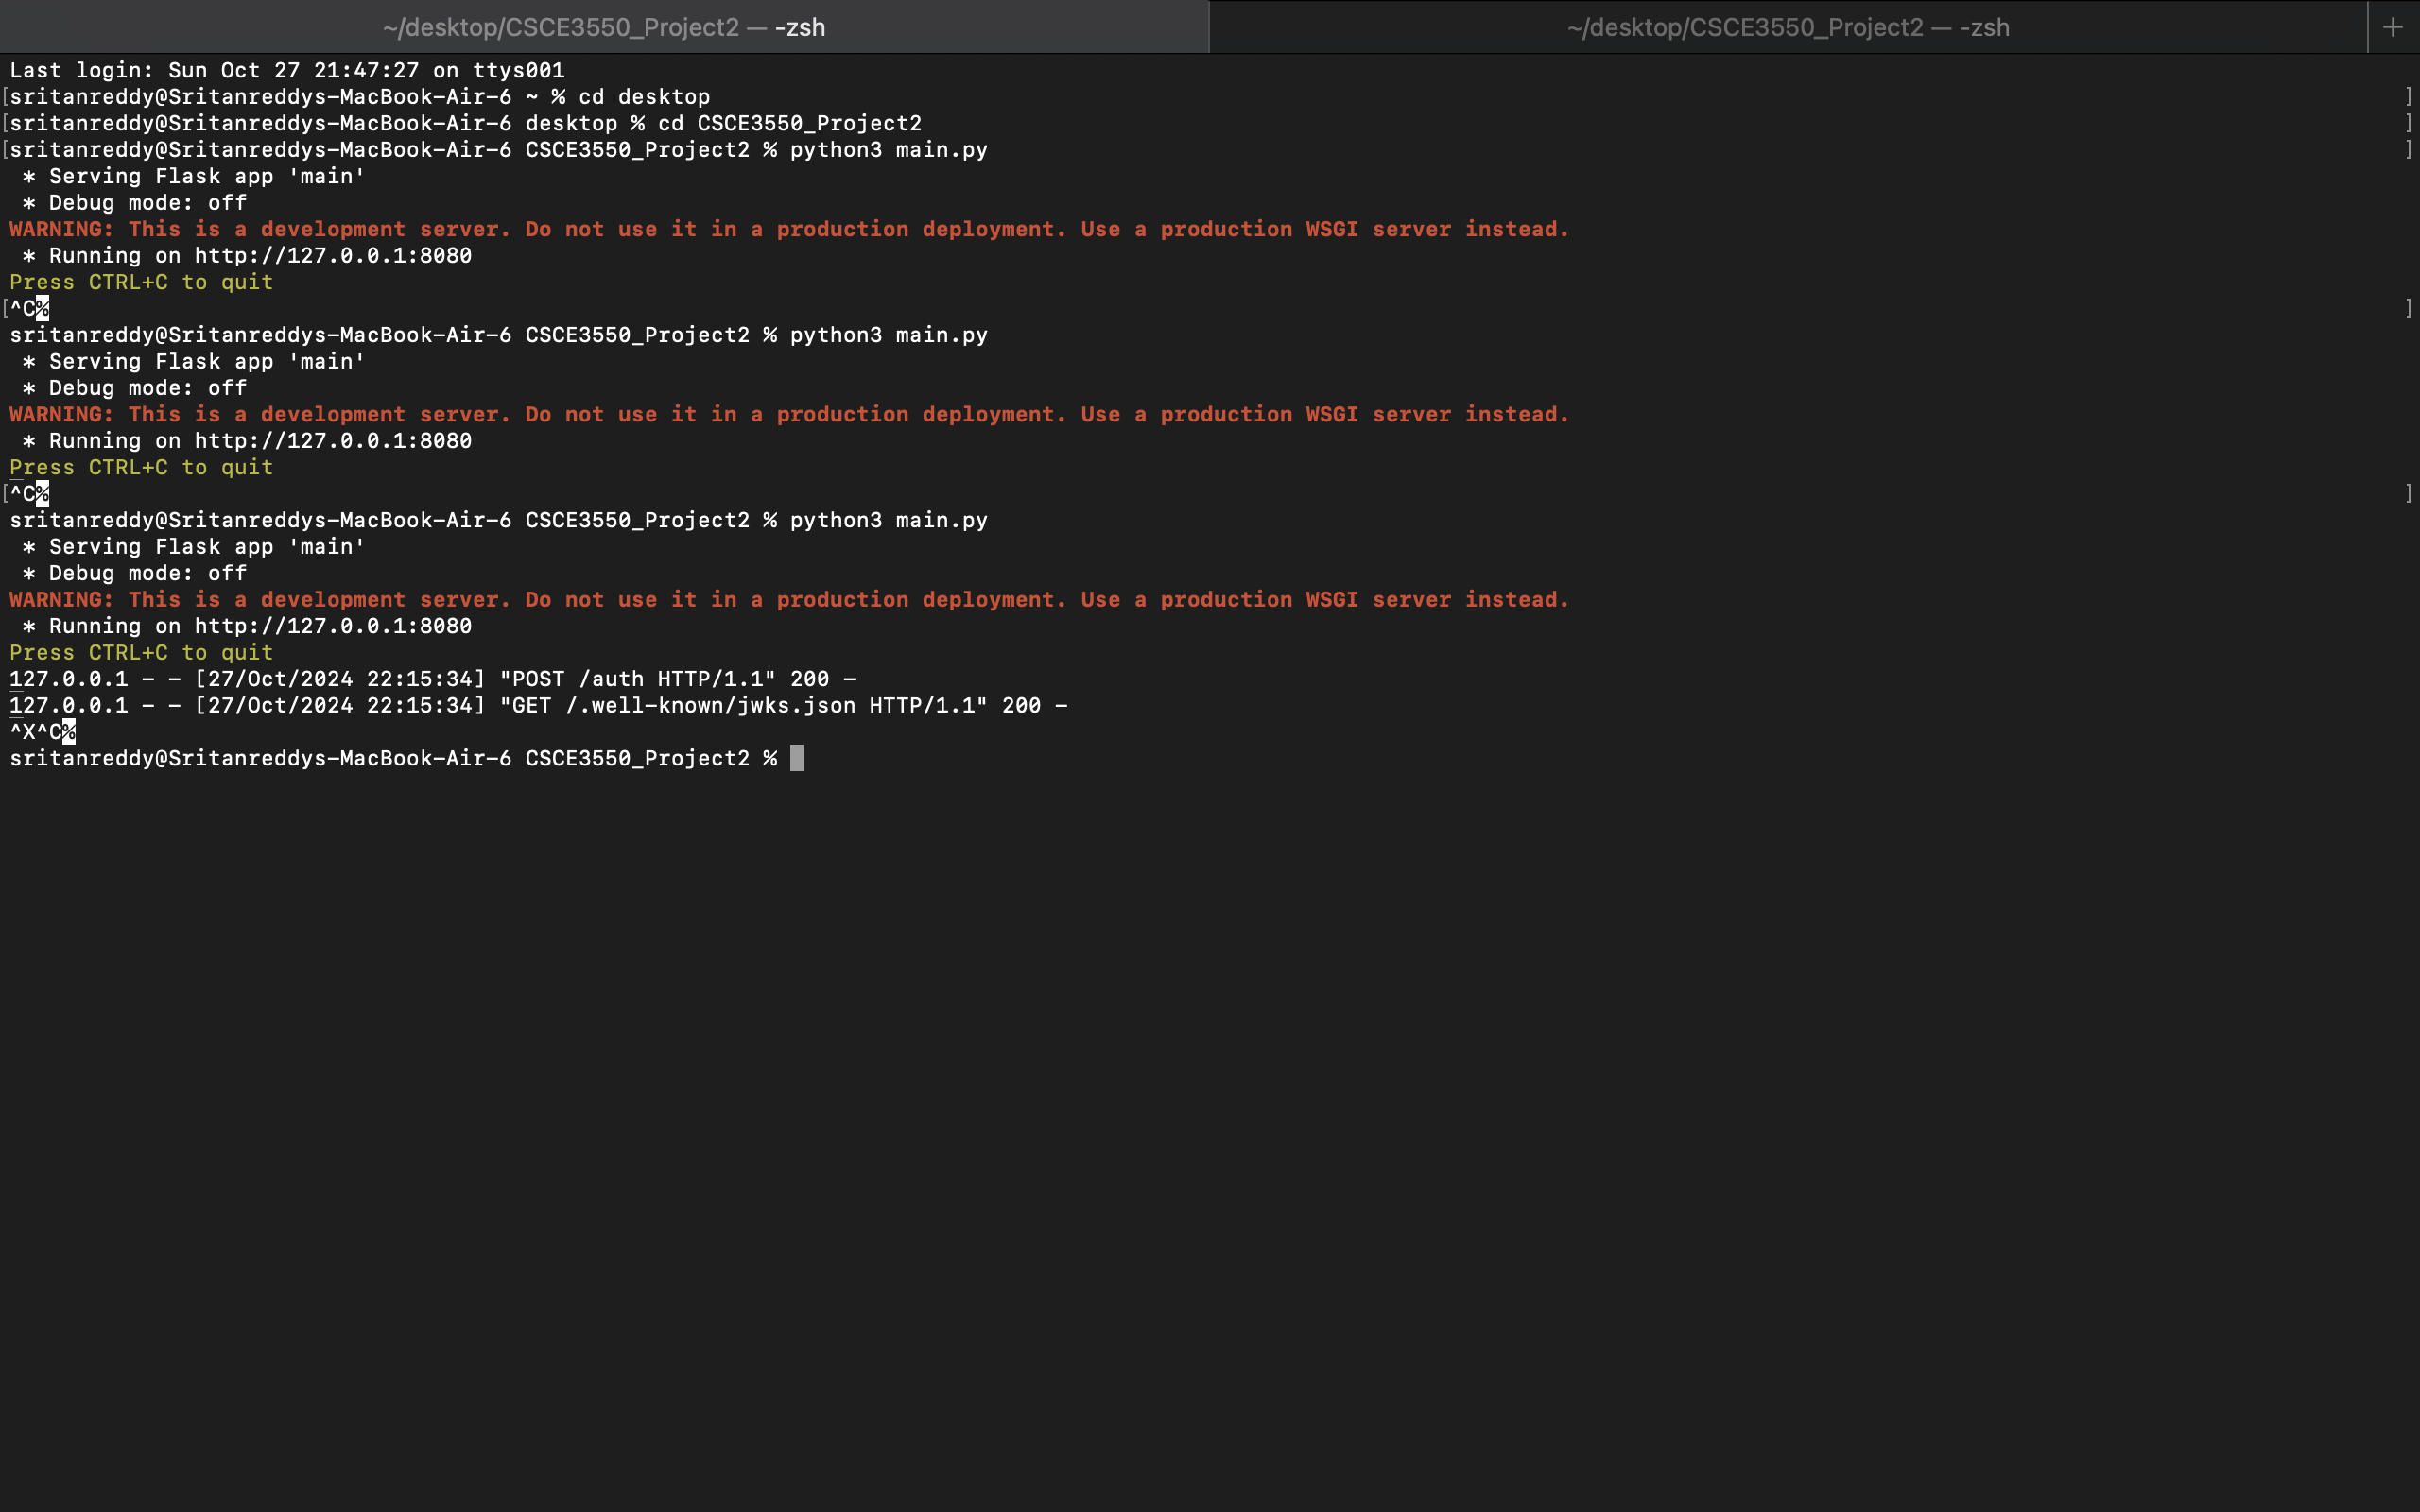 ~/desktop/CSCE3550_Project2 — -zsh
~/desktop/CSCE3550_Project2 — -zsh
+
Last login: Sun Oct 27 21:47:27 on ttys001
[sritanreddy@Sritanreddys-MacBook-Air-6 ~ % cd desktop ]
[sritanreddy@Sritanreddys-MacBook-Air-6 desktop % cd CSCE3550_Project2 ]
[sritanreddy@Sritanreddys-MacBook-Air-6 CSCE3550_Project2 % python3 main.py ]
 * Serving Flask app 'main'
 * Debug mode: off
WARNING: This is a development server. Do not use it in a production deployment. Use a production WSGI server instead.
 * Running on http://127.0.0.1:8080
Press CTRL+C to quit
[^C% ]
sritanreddy@Sritanreddys-MacBook-Air-6 CSCE3550_Project2 % python3 main.py
 * Serving Flask app 'main'
 * Debug mode: off
WARNING: This is a development server. Do not use it in a production deployment. Use a production WSGI server instead.
 * Running on http://127.0.0.1:8080
Press CTRL+C to quit
[^C% ]
sritanreddy@Sritanreddys-MacBook-Air-6 CSCE3550_Project2 % python3 main.py
 * Serving Flask app 'main'
 * Debug mode: off
WARNING: This is a development server. Do not use it in a production deployment. Use a production WSGI server instead.
 * Running on http://127.0.0.1:8080
Press CTRL+C to quit
127.0.0.1 - - [27/Oct/2024 22:15:34] "POST /auth HTTP/1.1" 200 -
127.0.0.1 - - [27/Oct/2024 22:15:34] "GET /.well-known/jwks.json HTTP/1.1" 200 -
^X^C%
sritanreddy@Sritanreddys-MacBook-Air-6 CSCE3550_Project2 %